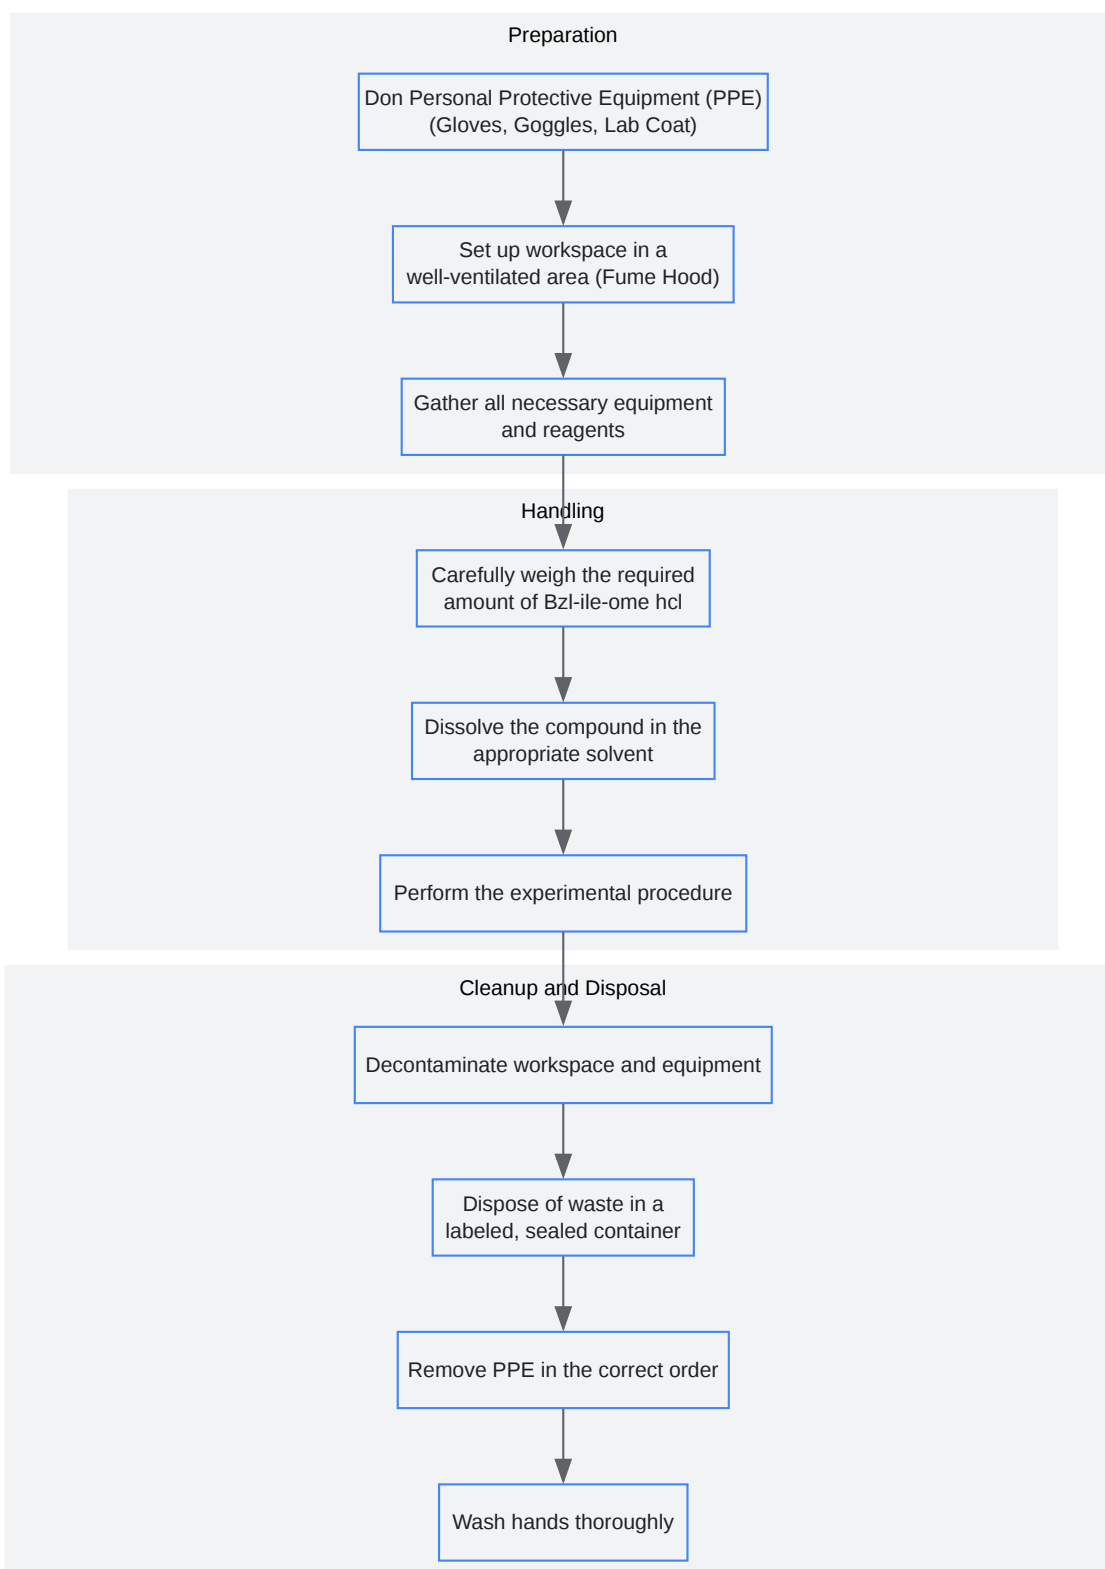 Preparation
Don Personal Protective Equipment (PPE)
(Gloves, Goggles, Lab Coat)
Set up workspace in a
well-ventilated area (Fume Hood)
Gather all necessary equipment
and reagents
Handling
Carefully weigh the required
amount of Bzl-ile-ome hcl
Dissolve the compound in the
appropriate solvent
Perform the experimental procedure
Cleanup and Disposal
Decontaminate workspace and equipment
Dispose of waste in a
labeled, sealed container
Remove PPE in the correct order
Wash hands thoroughly